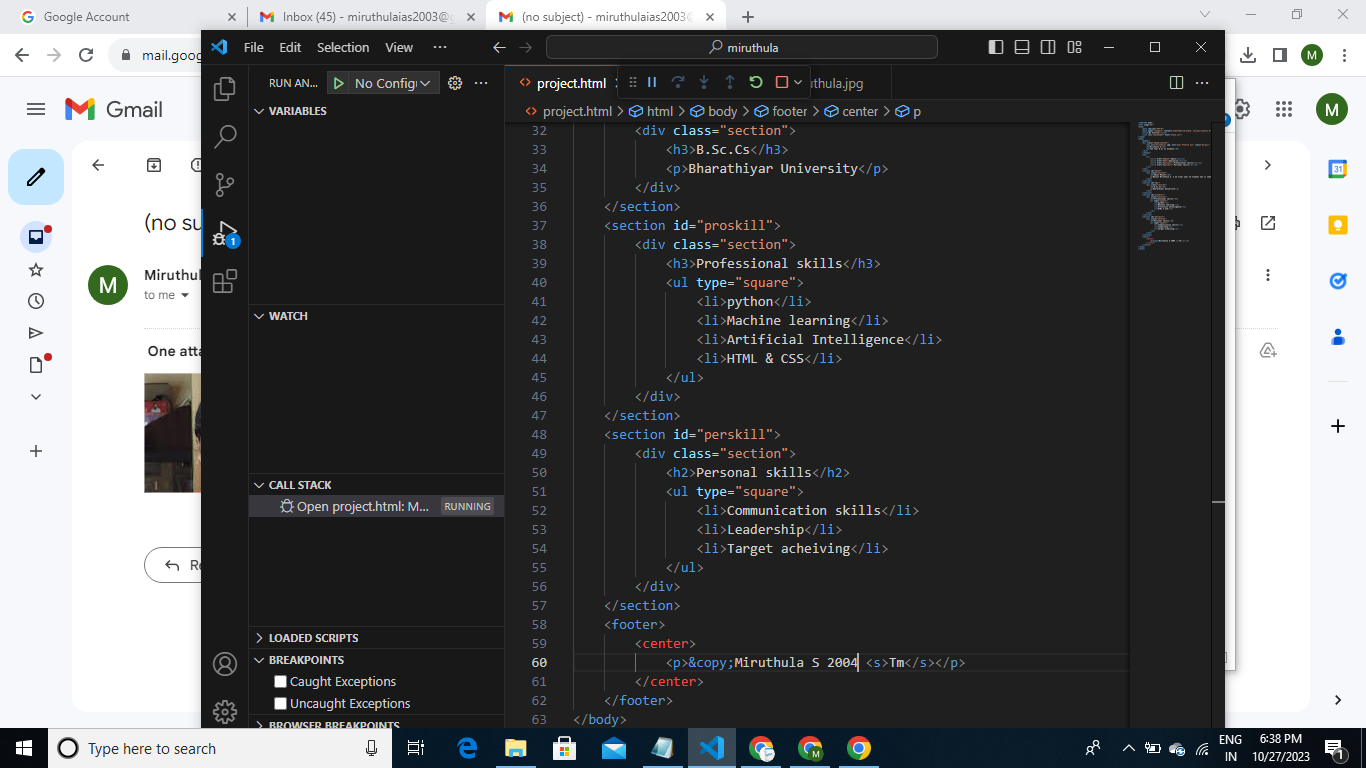 Google Account
Inbox (45) - miruthulaias2003@g
(no subject) - miruthulaias2003@
mail.goog
M
Gmail
(no su
M
Miruthul
to me
One atta
File Edit Selection View ···
miruthula
RUN AN... No Config
project.html
uthula.jpg
VARIABLES
project.html > html > body > footer > center > p
32 <div class="section">
33 <h3>B.Sc.Cs</h3>
34 <p>Bharathiyar University</p>
35 </div>
36 </section>
37 <section id="proskill">
38 <div class="section">
39 <h3>Professional skills</h3>
40 <ul type="square">
41 <li>python</li>
42 <li>Machine learning</li>
43 <li>Artificial Intelligence</li>
44 <li>HTML & CSS</li>
45 </ul>
46 </div>
47 </section>
48 <section id="perskill">
49 <div class="section">
50 <h2>Personal skills</h2>
51 <ul type="square">
52 <li>Communication skills</li>
53 <li>Leadership</li>
54 <li>Target acheiving</li>
55 </ul>
56 </div>
57 </section>
58 <footer>
59 <center>
60 <p>&copy;Miruthula S 2004 <s>Tm</s></p>
61 </center>
62 </footer>
63 </body>
1
WATCH
CALL STACK
Open project.html: M... RUNNING
LOADED SCRIPTS
BREAKPOINTS
Caught Exceptions
Uncaught Exceptions
BROWSER BREAKPOINTS
M
31
Type here to search
ENG
IN
6:38 PM
10/27/2023
1